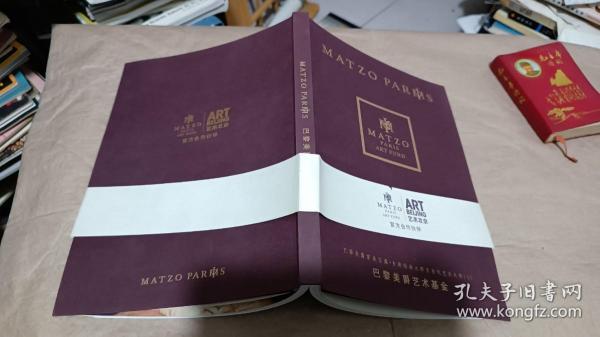 MATZO PARIS
MATZO
PARIS
ART FUND
MATZO
PARIS
ART FUND
ART
BEIJING
艺术北京
官方合作伙伴
巴黎美爵艺术基金
MATZO PARIS
巴黎美
MATZO
ART
BEIJING
艺术北京
官方合作伙伴
MATZO PARIS
孔夫子旧书网
www.kongfz.com